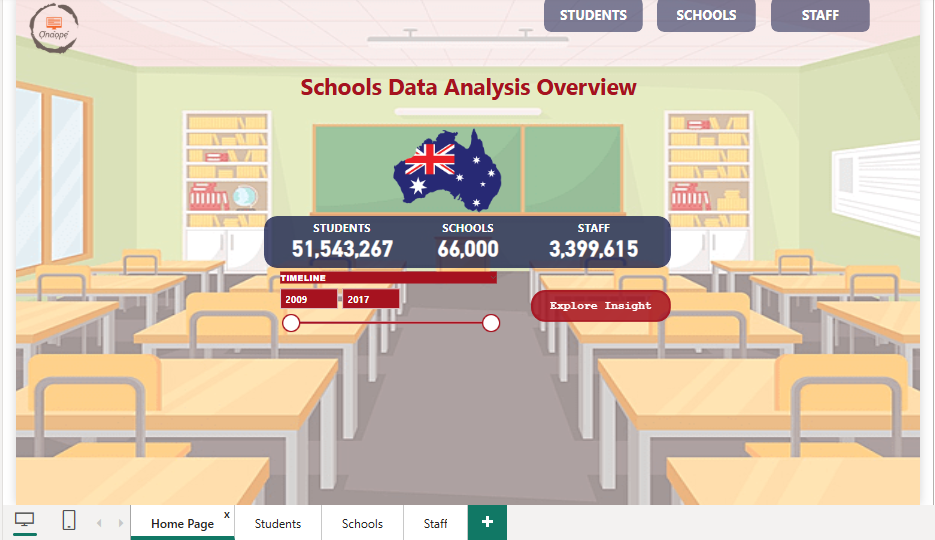 Onaope
STUDENTS
SCHOOLS
STAFF
Schools Data Analysis Overview
STUDENTS
SCHOOLS
STAFF
51,543,267
66,000
3,399,615
TIMELINE
2009
2017
Explore Insight
Home Page
x
Students
Schools
Staff
+